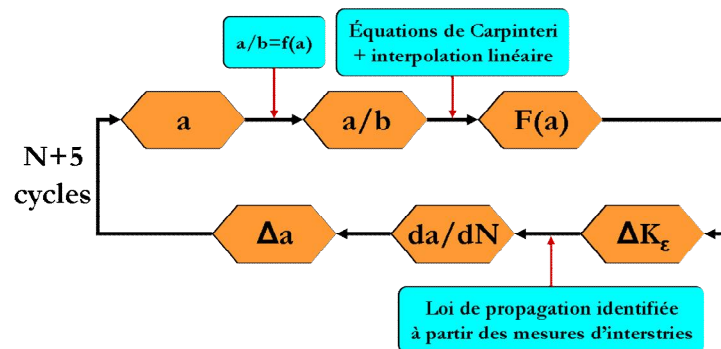 a/b=f(a)
Équations de Carpinteri
+ interpolation linéaire
a
a/b
F(a)
N+5
cycles
Δa
da/dN
ΔKε
Loi de propagation identifiée
à partir des mesures d'interstries